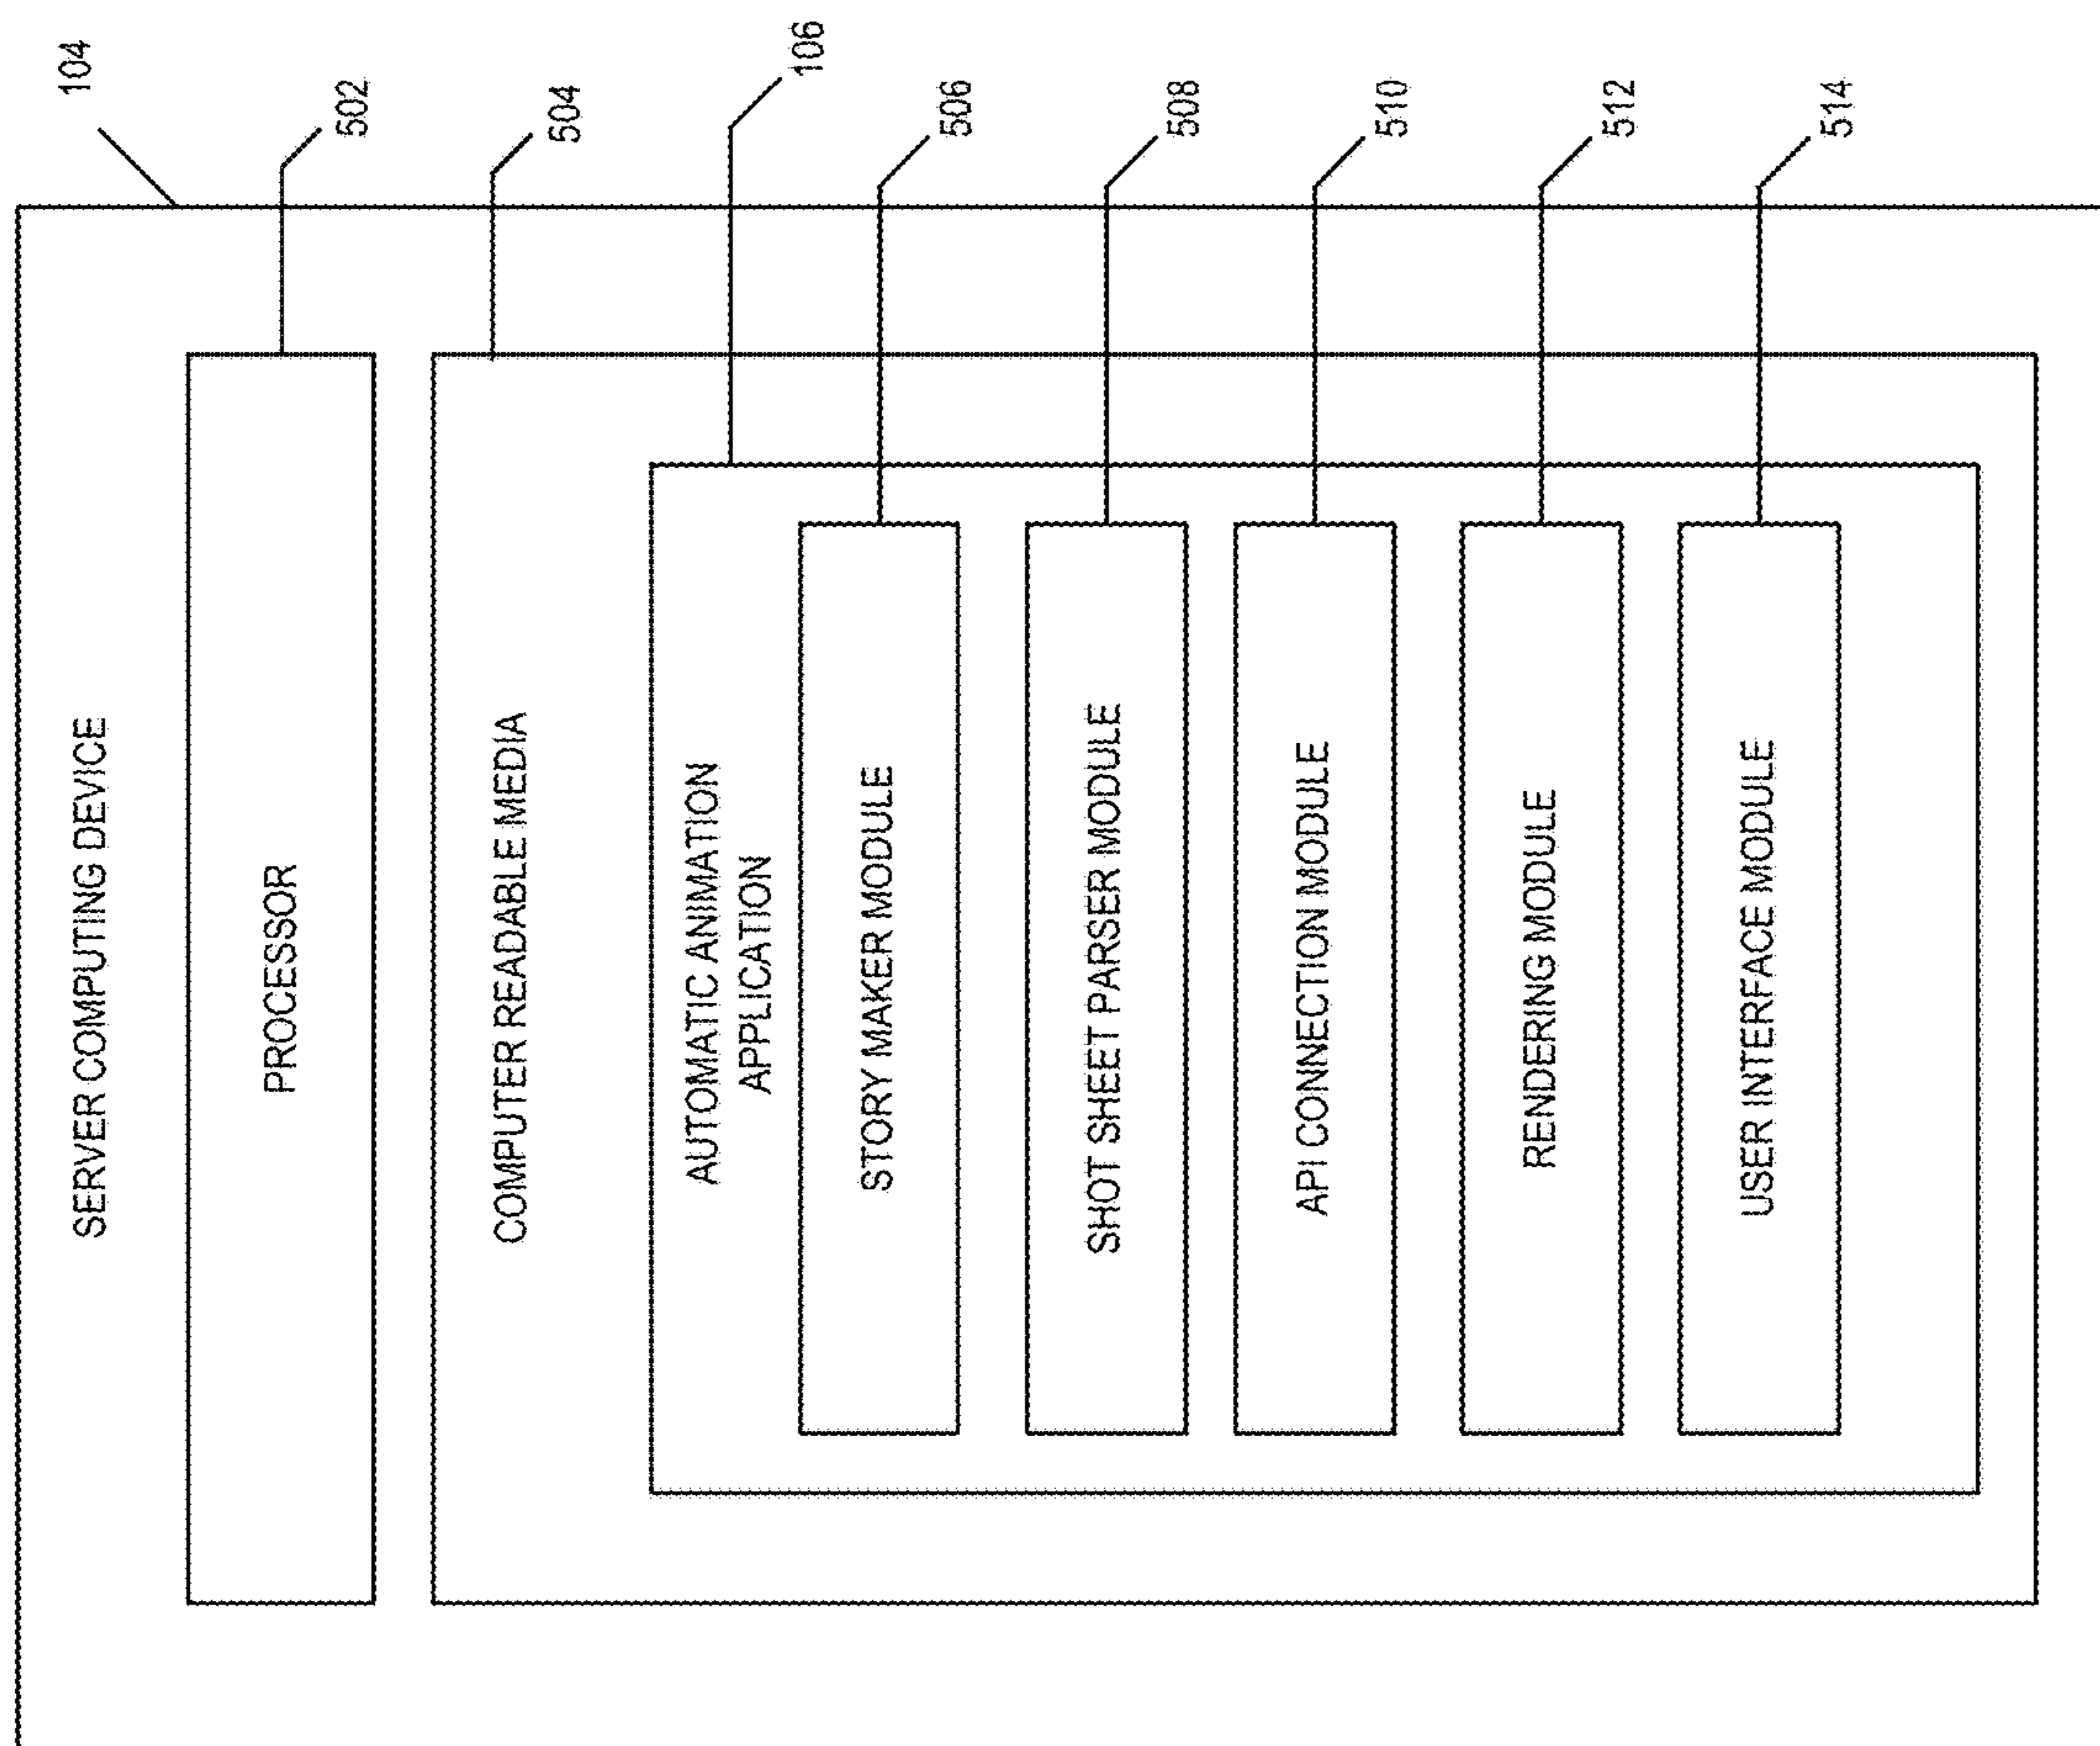 104
SERVER COMPUTING DEVICE
502
PROCESSOR
504
COMPUTER READABLE MEDIA
106
AUTOMATIC ANIMATION
APPLICATION
506
STORY MAKER MODULE
508
SHOT SHEET PARSER MODULE
510
API CONNECTION MODULE
512
RENDERING MODULE
514
USER INTERFACE MODULE